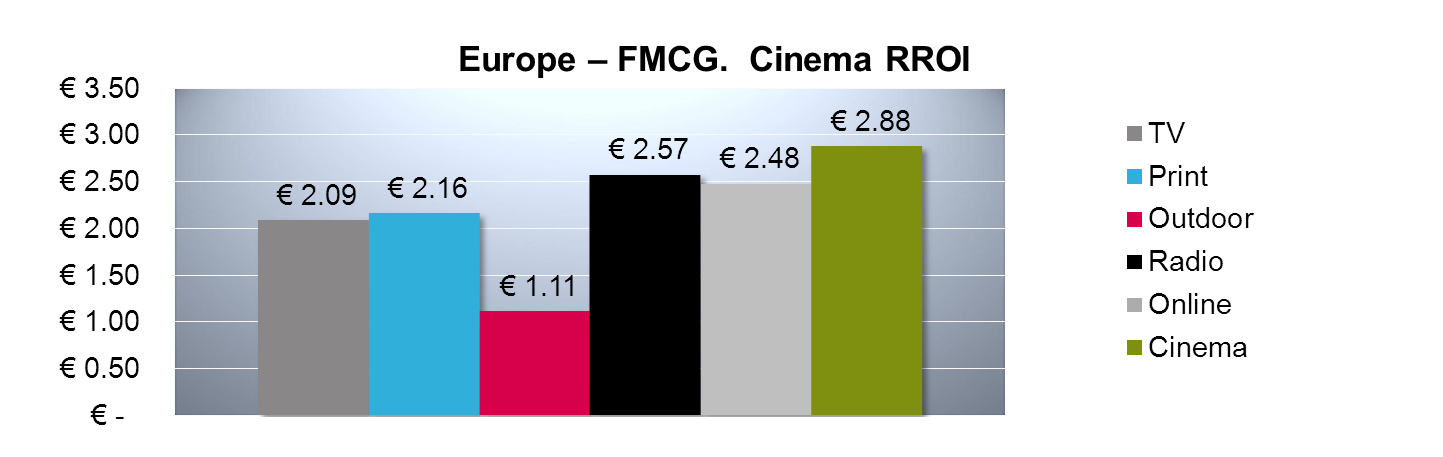 Europe – FMCG.  Cinema RROI
€ 3.50
€ 3.00
€ 2.50
€ 2.00
€ 1.50
€ 1.00
€ 0.50
€ -
€ 2.09
€ 2.16
€ 1.11
€ 2.57
€ 2.48
€ 2.88
TV
Print
Outdoor
Radio
Online
Cinema